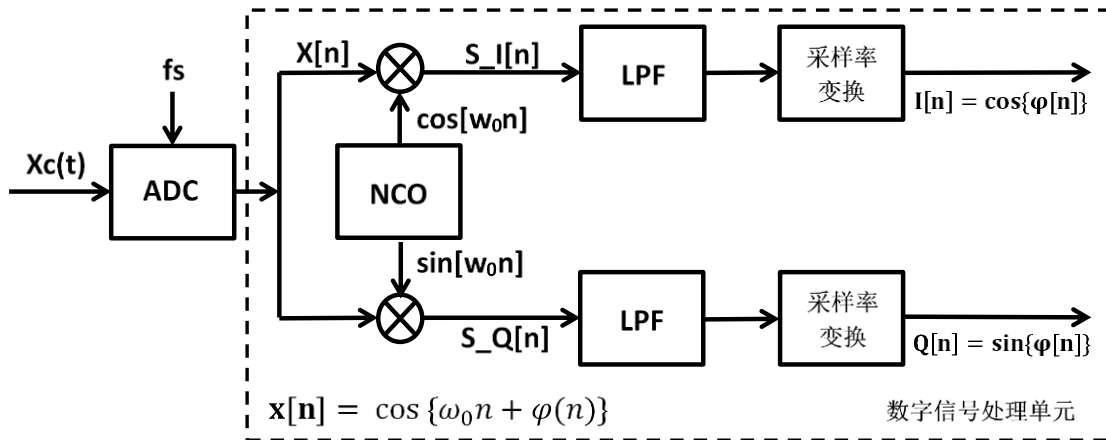 fs
Xc(t)
ADC
X[n]
S_I[n]
LPF
采样率
变换
I[n] = cos{φ[n]}
cos[w₀n]
NCO
sin[w₀n]
S_Q[n]
LPF
采样率
变换
Q[n] = sin{φ[n]}
x[n] = cos {ω₀n + φ(n)}
数字信号处理单元